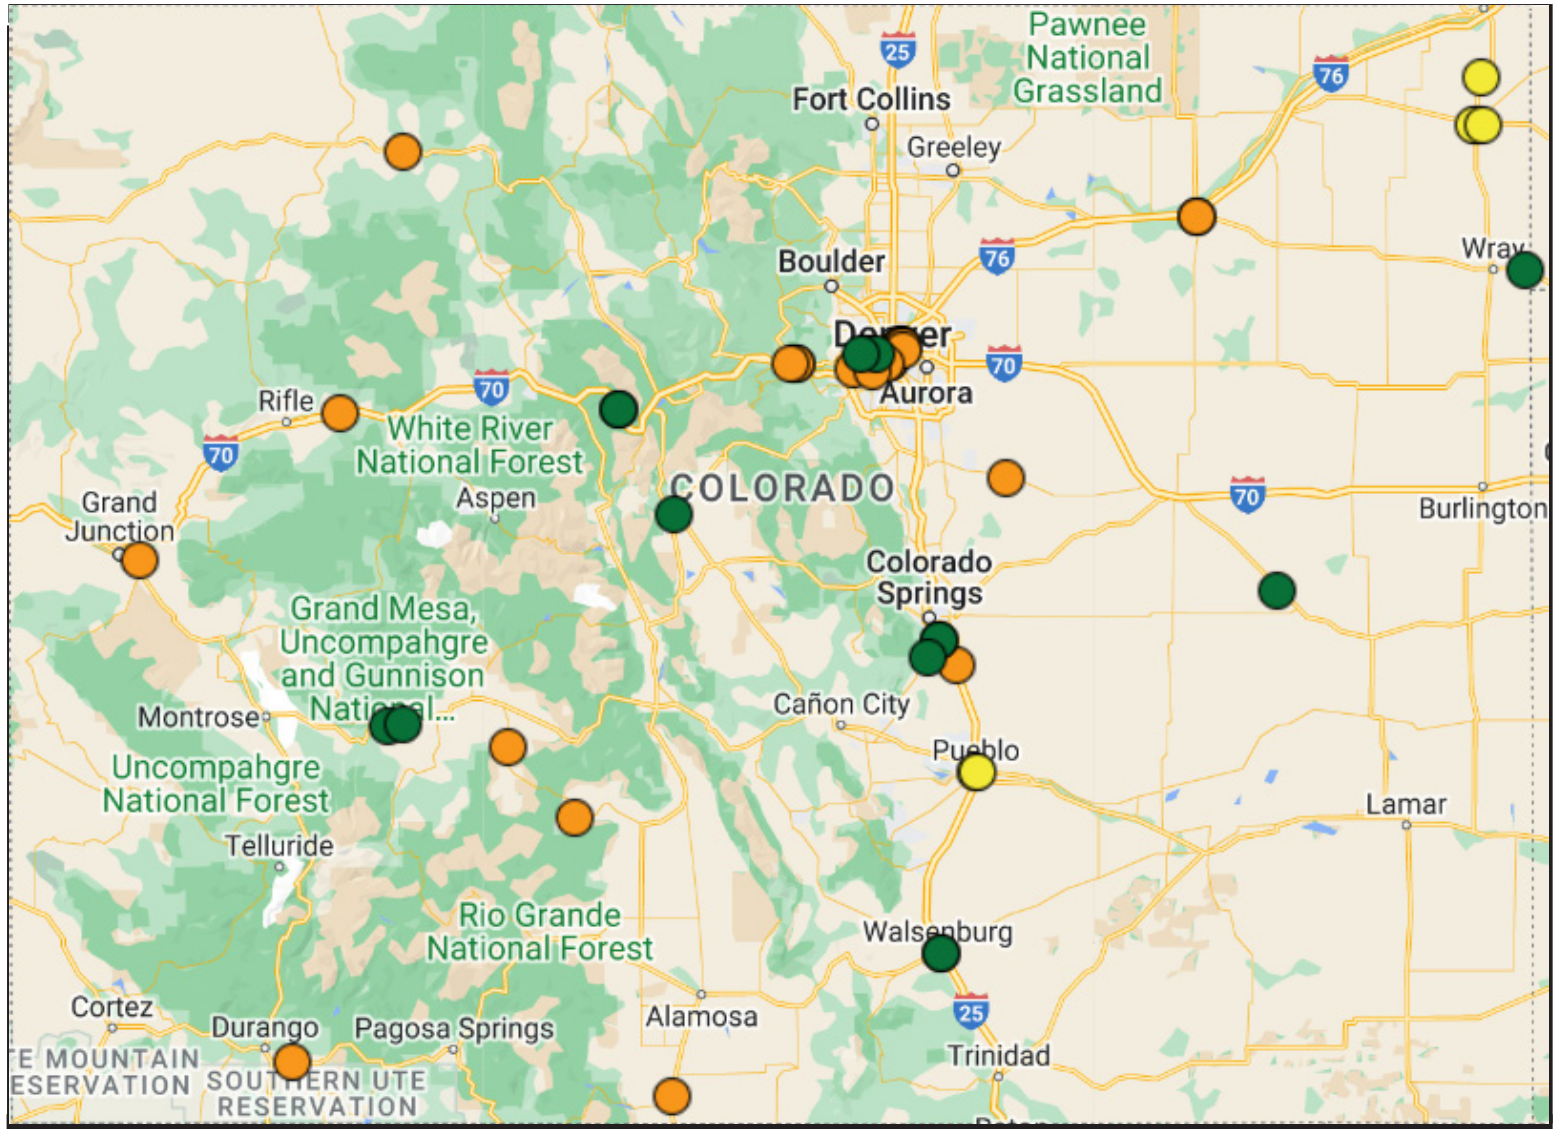 Pawnee
National
Grassland
25
76
Fort Collins
Greeley
Wray
76
Boulder
Denver
70
Aurora
70
Rifle
White River
National Forest
70
COLORADO
Aspen
70
Burlington
Grand
Junction
Colorado
Springs
Grand Mesa,
Uncompahgre
and Gunnison
National...
Cañon City
Montrose
Pueblo
Uncompahgre
National Forest
Lamar
Telluride
Rio Grande
National Forest
Walsenburg
Cortez
Durango
Pagosa Springs
Alamosa
25
Trinidad
E MOUNTAIN
ESERVATION
SOUTHERN UTE
RESERVATION